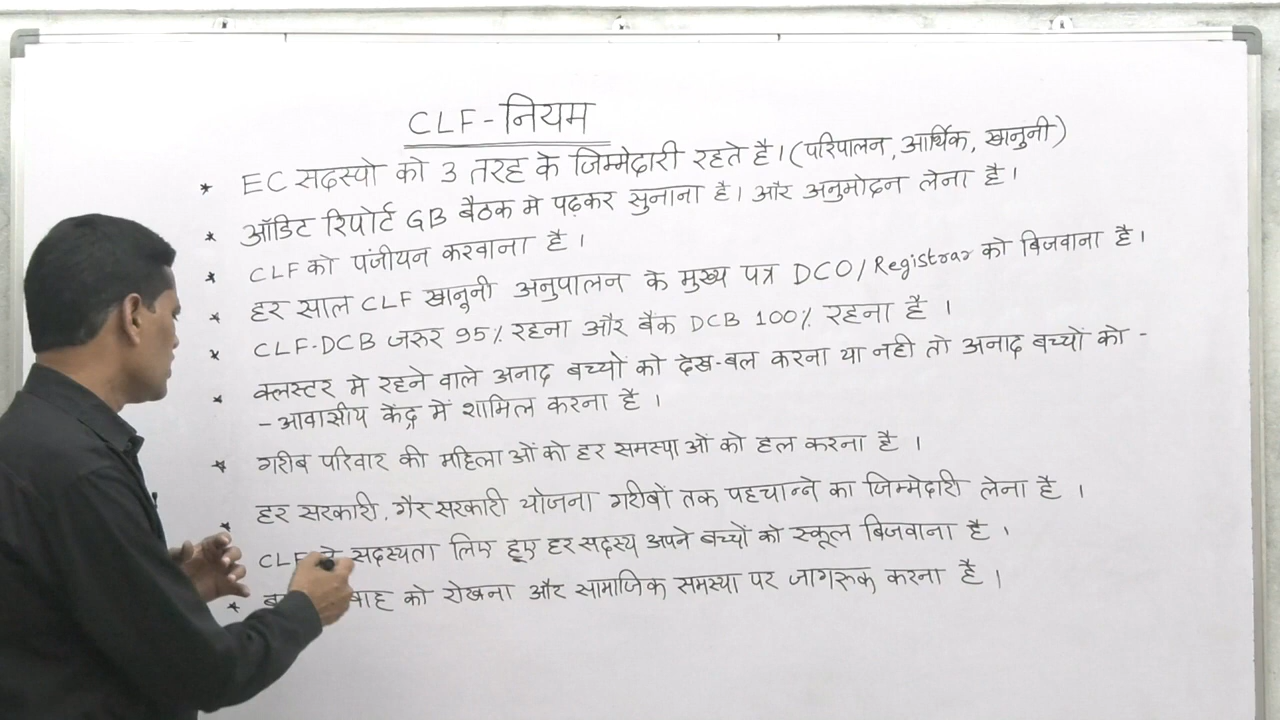 CLF-नियम
* EC सदस्यो को 3 तरह के जिम्मेदारी रहते है। (परिपालन, आर्थिक, खानुनी)
* ऑडिट रिपोर्ट GB बैठक मे पढ़कर सुनाना है। और अनुमोदन लेना है।
* CLF को पंजीयन करवाना है।
* हर साल CLF खानूनी अनुपालन के मुख्य पत्र DCO/Registrar को बिजवाना है।
* CLF-DCB जरुर 95% रहना और बैंक DCB 100% रहना है।
* क्लस्टर मे रहने वाले अनाद बच्चों को देख-बल करना या नही तो अनाद बच्चों को -
- आवासीय केंद्र में शामिल करना है।
* गरीब परिवार की महिलाओं को हर समस्याओं को हल करना है।
* हर सरकारी, गैर सरकारी योजना गरीबों तक पहचान्ने का जिम्मेदारी लेना है।
CLF सदस्यता लिए हूए हर सदस्य अपने बच्चों को स्कूल बिजवाना है।
* को रोखना और सामाजिक समस्या पर जागरूक करना है।